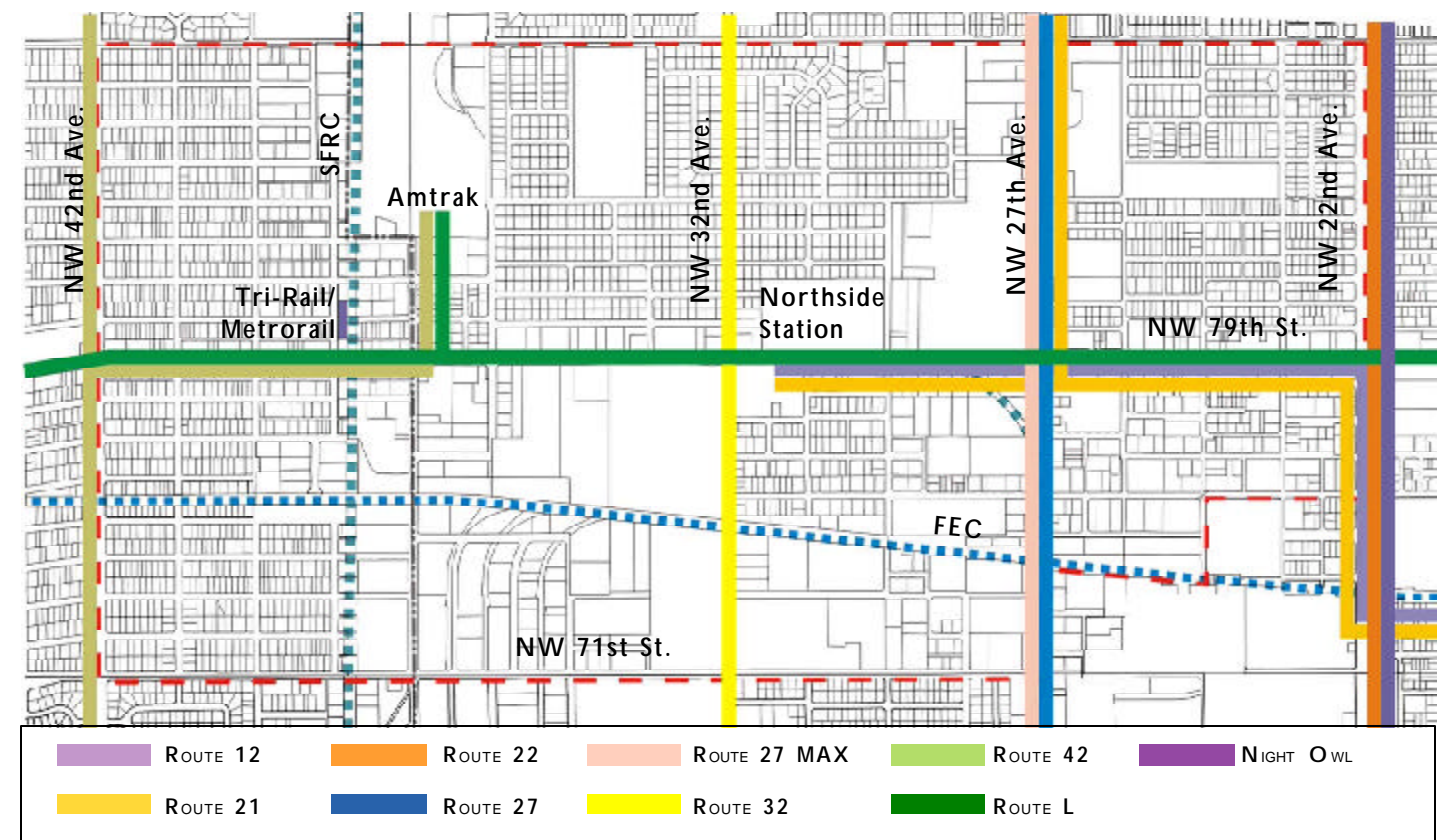 NW 42nd Ave.
SFRC
Amtrak
NW 32nd Ave.
NW 27th Ave.
NW 22nd Ave.
Tri-Rail/
Metrorail
Northside
Station
NW 79th St.
FEC
NW 71st St.
ROUTE 12
ROUTE 22
ROUTE 27 MAX
ROUTE 42
NIGHT OWL
ROUTE 21
ROUTE 27
ROUTE 32
ROUTE L